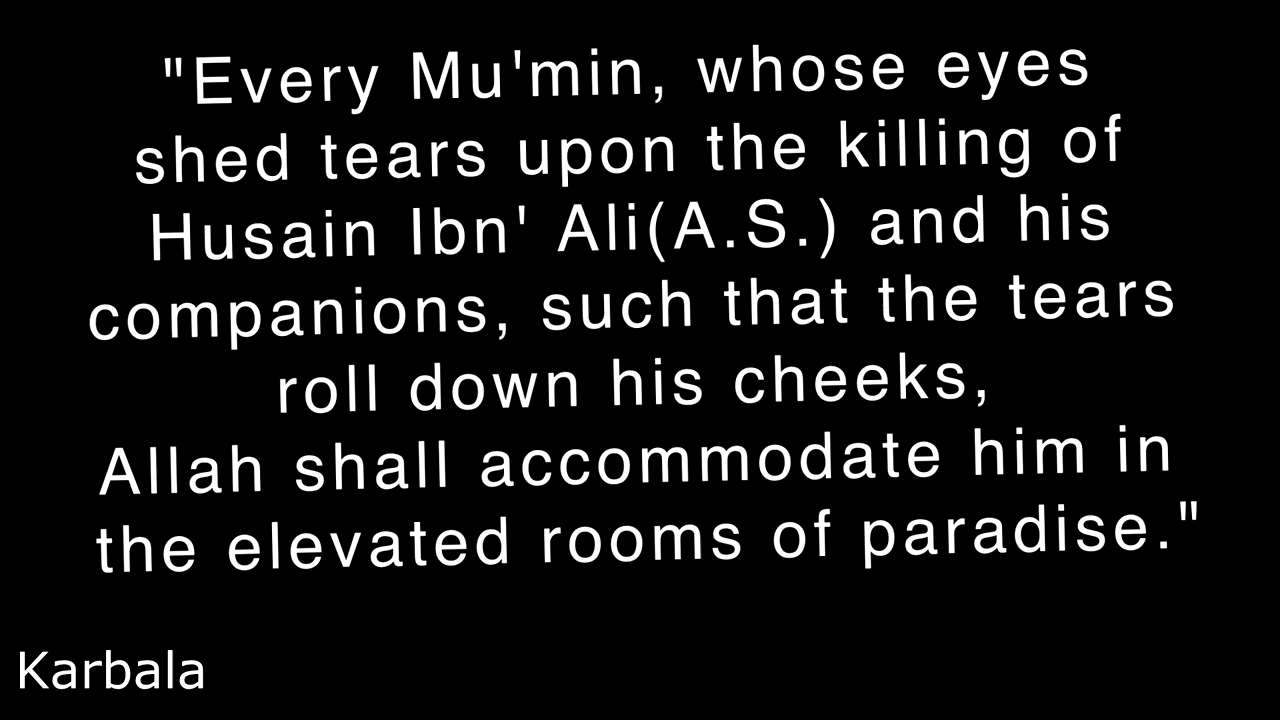 "Every Mu'min, whose eyes
shed tears upon the killing of
Husain Ibn' Ali(A.S.) and his
companions, such that the tears
roll down his cheeks,
Allah shall accommodate him in
the elevated rooms of paradise."
Karbala